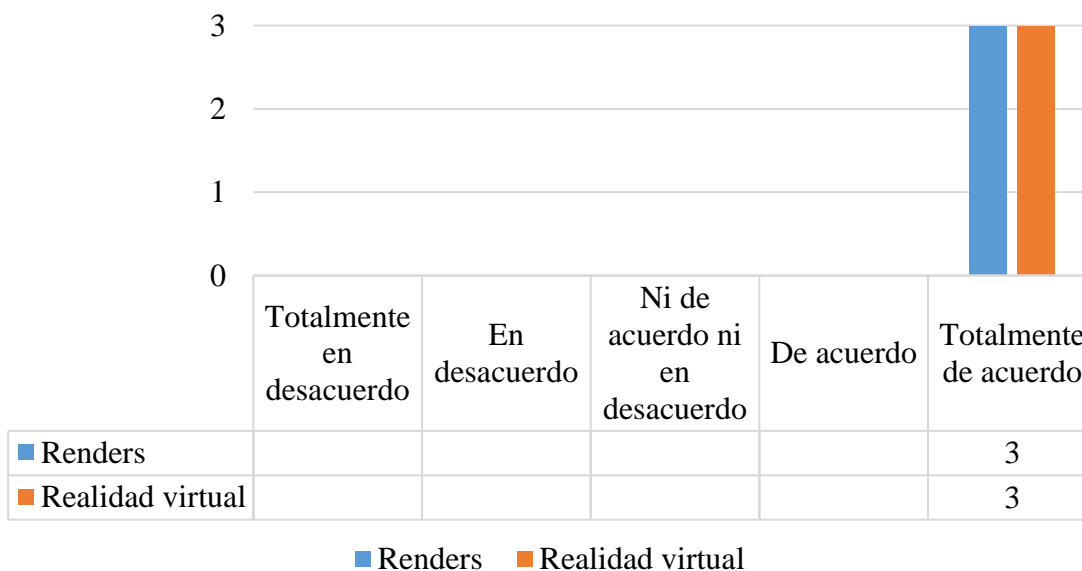 3
2
1
0
Totalmente
en
desacuerdo
En
desacuerdo
Ni de
acuerdo ni
en
desacuerdo
De acuerdo
Totalmente
de acuerdo
Renders 3
Realidad virtual 3
Renders Realidad virtual